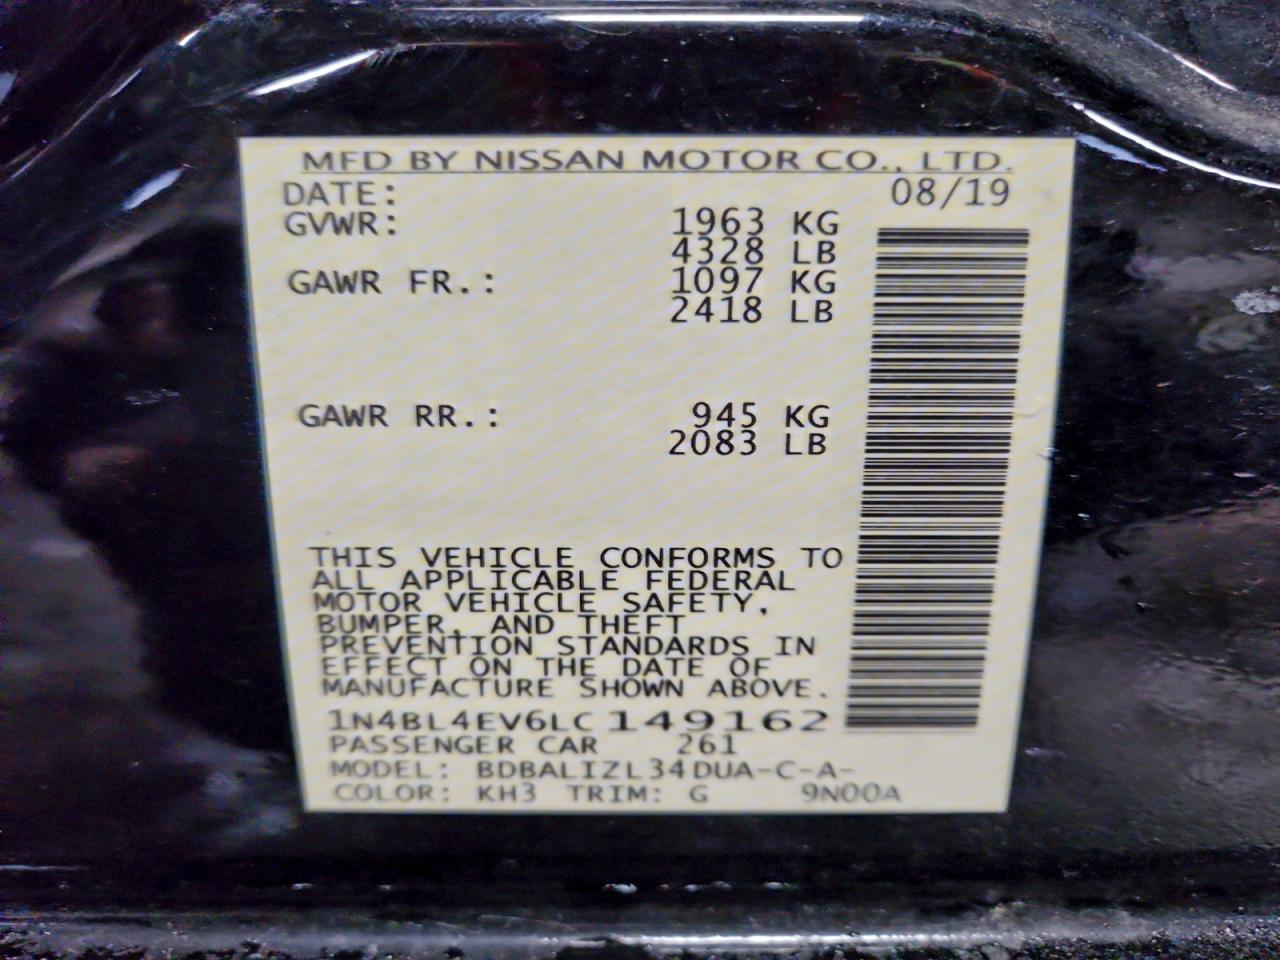 MFD BY NISSAN MOTOR CO., LTD.
DATE: 08/19
GVWR: 1963 KG
4328 LB
GAWR FR.: 1097 KG
2418 LB
GAWR RR.: 945 KG
2083 LB
THIS VEHICLE CONFORMS TO
ALL APPLICABLE FEDERAL
MOTOR VEHICLE SAFETY,
BUMPER, AND THEFT
PREVENTION STANDARDS IN
EFFECT ON THE DATE OF
MANUFACTURE SHOWN ABOVE.
1N4BL4EV6LC149162
PASSENGER CAR 261
MODEL: BDBALIZL34DUA-C-A-
COLOR: KH3 TRIM: G 9N00A